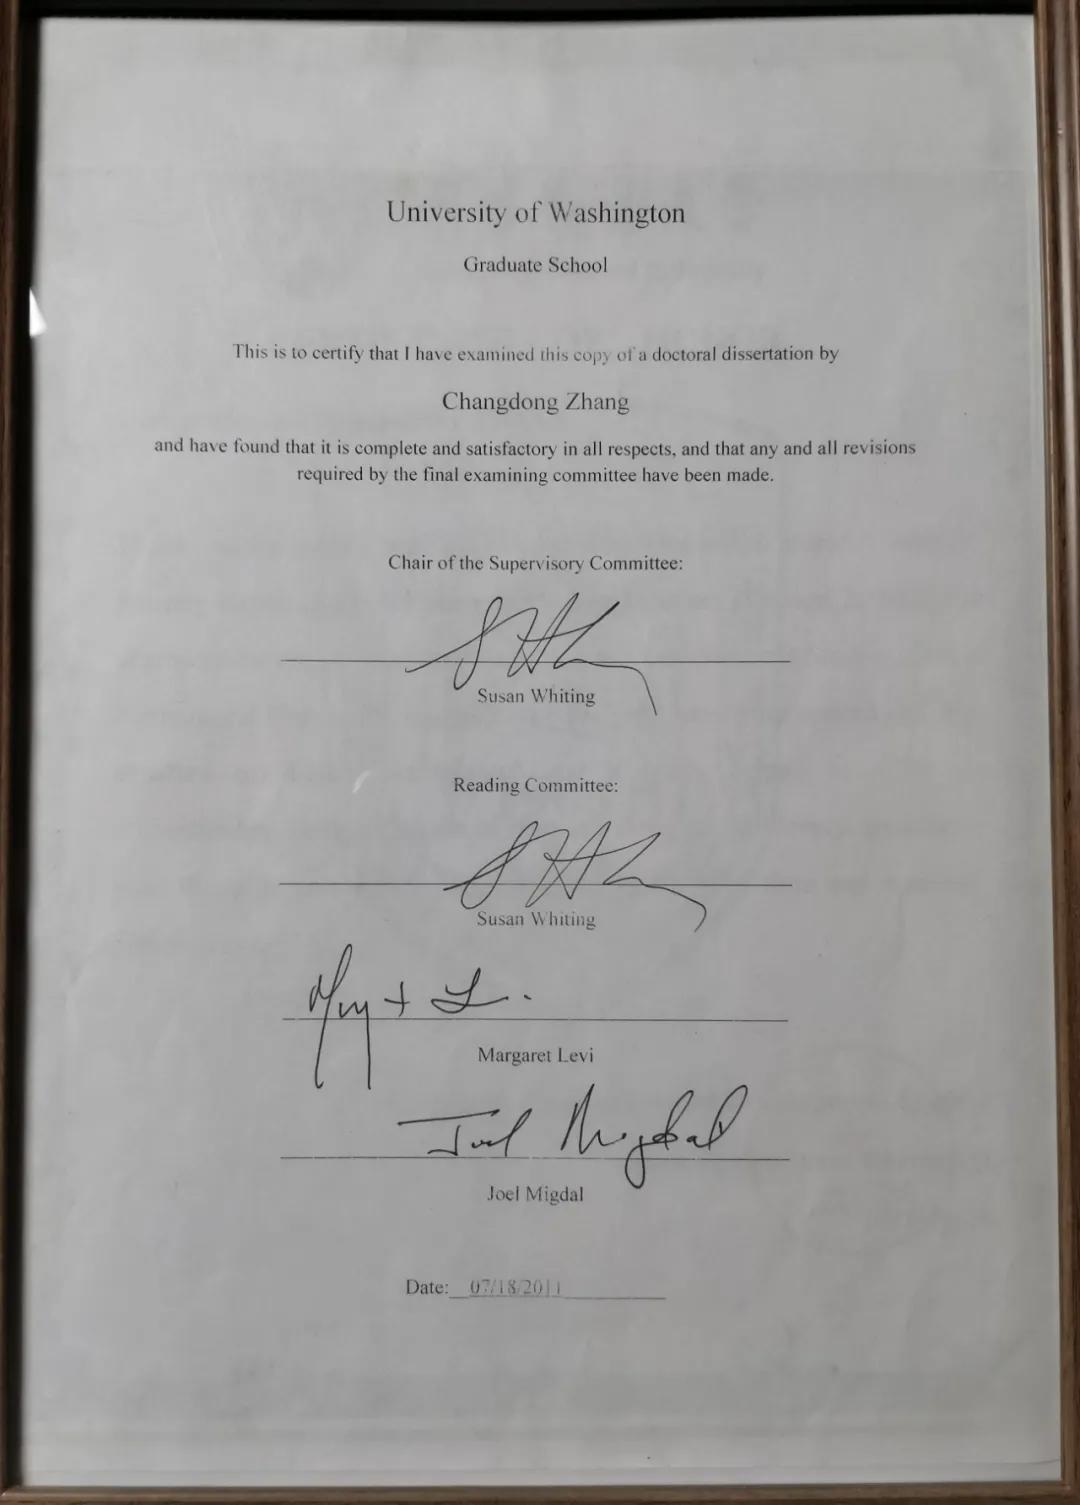 University of Washington
Graduate School
This is to certify that I have examined this copy of a doctoral dissertation by
Changdong Zhang
and have found that it is complete and satisfactory in all respects, and that any and all revisions
required by the final examining committee have been made.
Chair of the Supervisory Committee:
Susan Whiting
Reading Committee:
Susan Whiting
Margaret Levi
Joel Migdal
Joel Migdal
Date: 07/18/2011